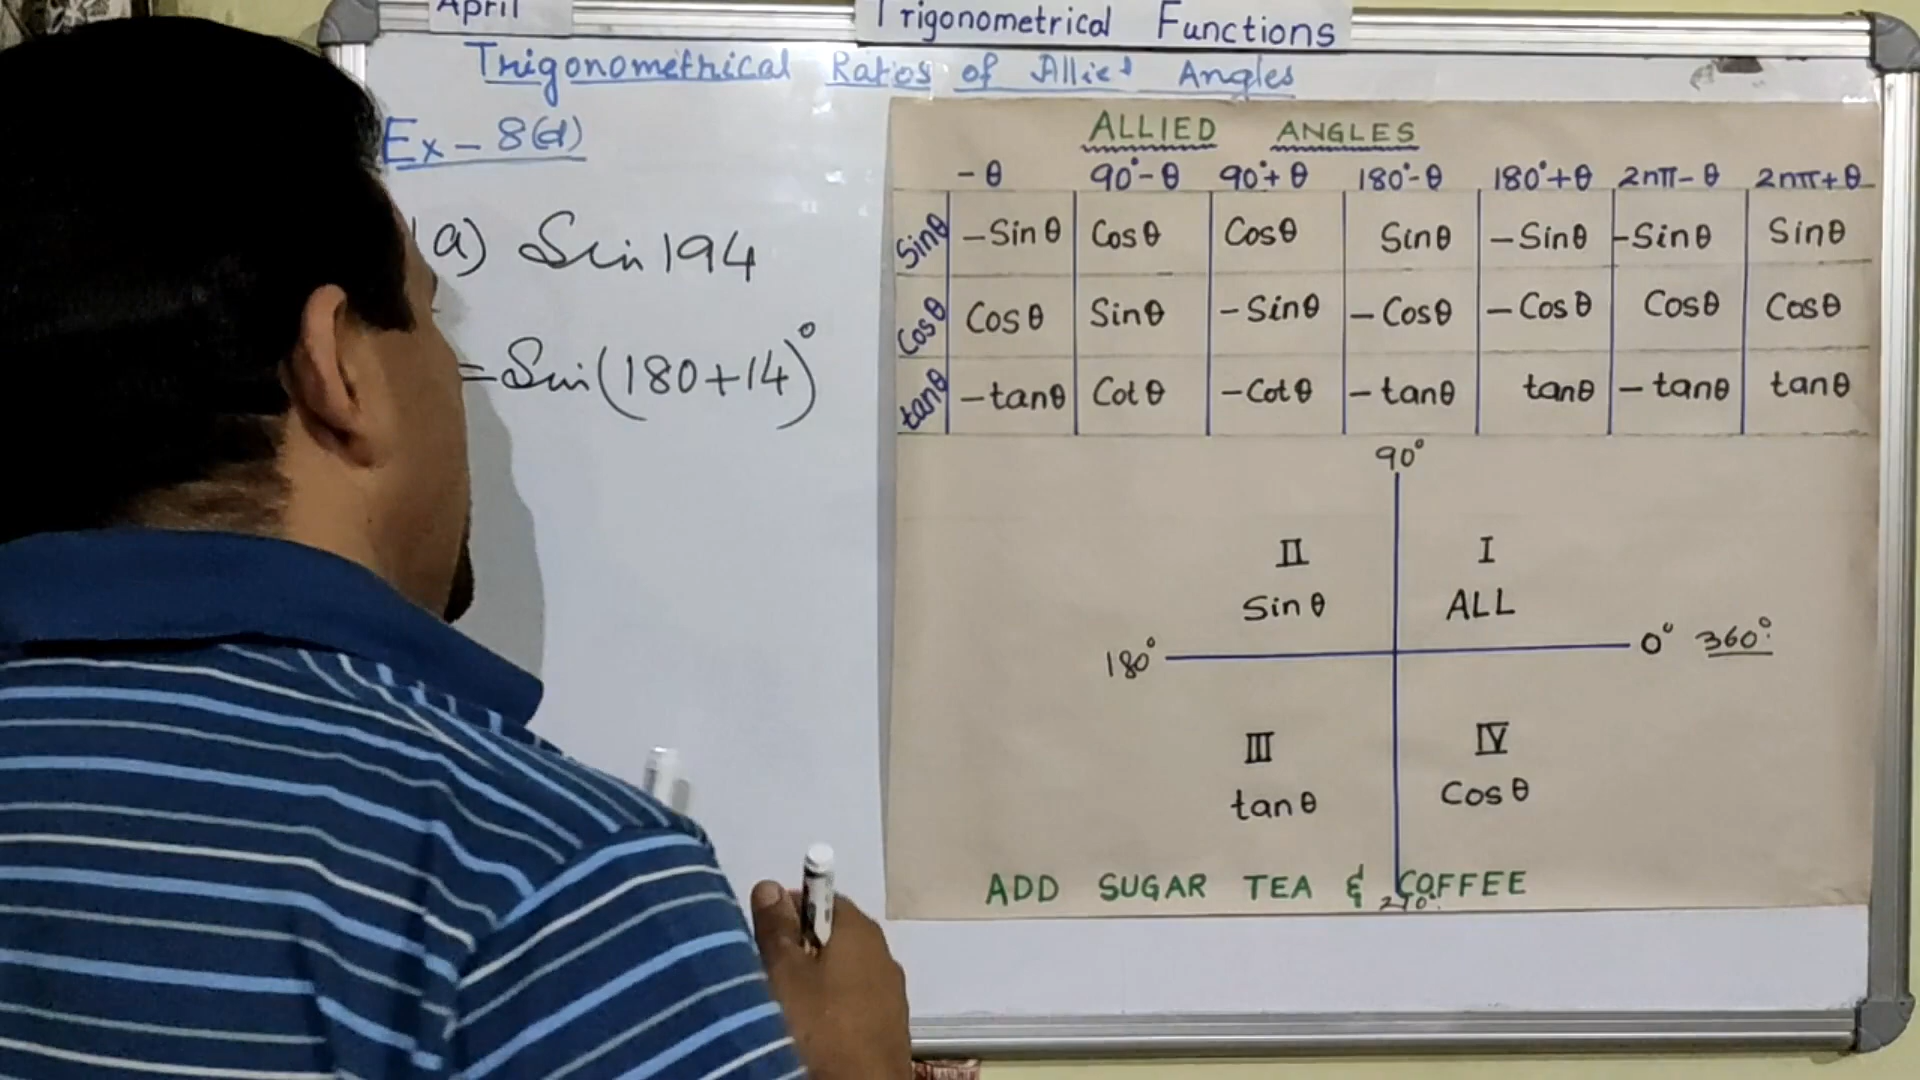 April
Trigonometrical Functions
Trigonometrical Ratios of Allied Angles
Ex - 8(d)
1a) Sin 194
= Sin(180+14)°
ALLIED ANGLES
-θ 90°-θ 90°+θ 180°-θ 180°+θ 2nπ-θ 2nπ+θ
Sinθ -Sinθ Cosθ Cosθ Sinθ -Sinθ -Sinθ Sinθ
Cosθ Cosθ Sinθ -Sinθ -Cosθ -Cosθ Cosθ Cosθ
tanθ -tanθ Cotθ -Cotθ -tanθ tanθ -tanθ tanθ
90°
II I
Sinθ ALL
180° 0° 360°
III IV
tanθ Cosθ
ADD SUGAR TEA & COFFEE
270°